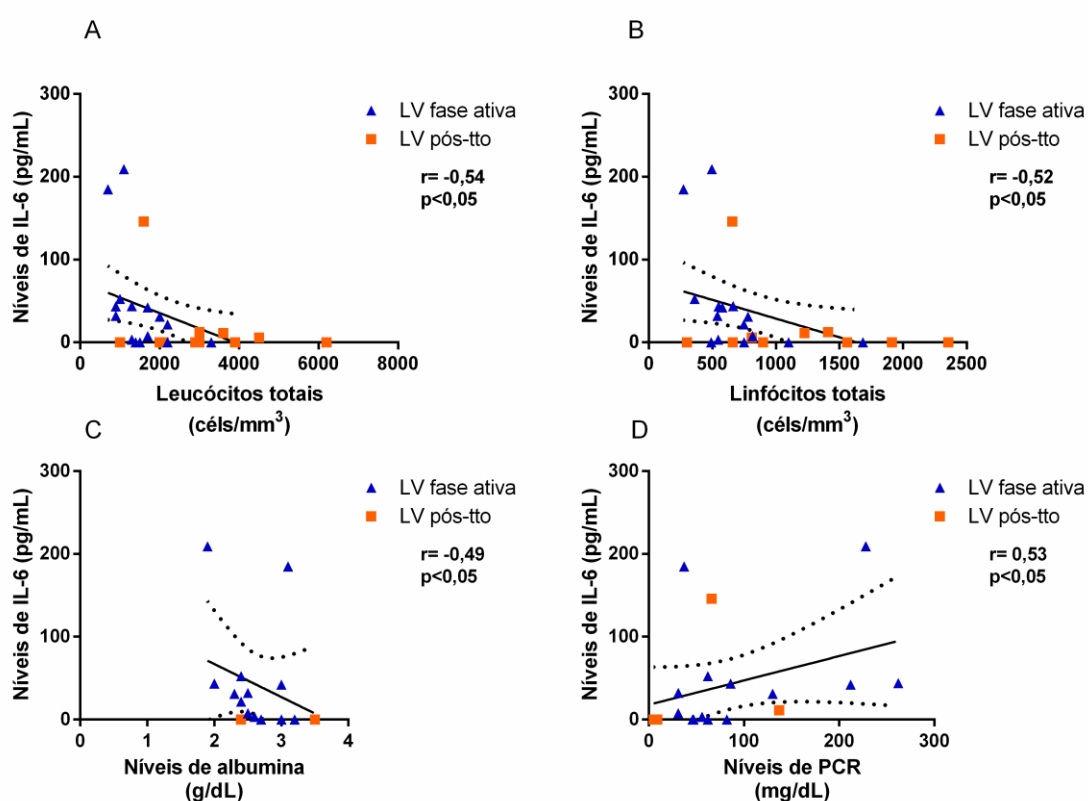 A
Níveis de IL-6 (pg/mL)
300
200
100
0
0 2000 4000 6000 8000
Leucócitos totais
(céls/mm³)
LV fase ativa
LV pós-tto
r= -0,54
p<0,05
B
Níveis de IL-6 (pg/mL)
300
200
100
0
0 500 1000 1500 2000 2500
Linfócitos totais
(céls/mm³)
LV fase ativa
LV pós-tto
r= -0,52
p<0,05
C
Níveis de IL-6 (pg/mL)
300
200
100
0
0 1 2 3 4
Níveis de albumina
(g/dL)
LV fase ativa
LV pós-tto
r= -0,49
p<0,05
D
Níveis de IL-6 (pg/mL)
300
200
100
0
0 100 200 300
Níveis de PCR
(mg/dL)
LV fase ativa
LV pós-tto
r= 0,53
p<0,05